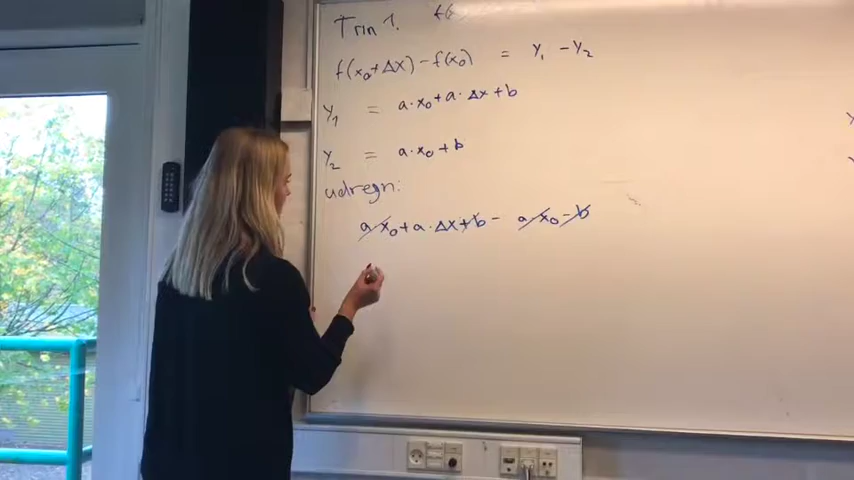 Trin 1.
f(x₀+Δx)-f(x₀) = y₁ - y₂
y₁ = a·x₀+a·Δx+b
y₂ = a·x₀+b
udregn:
a·x₀+a·Δx+b - a·x₀-b